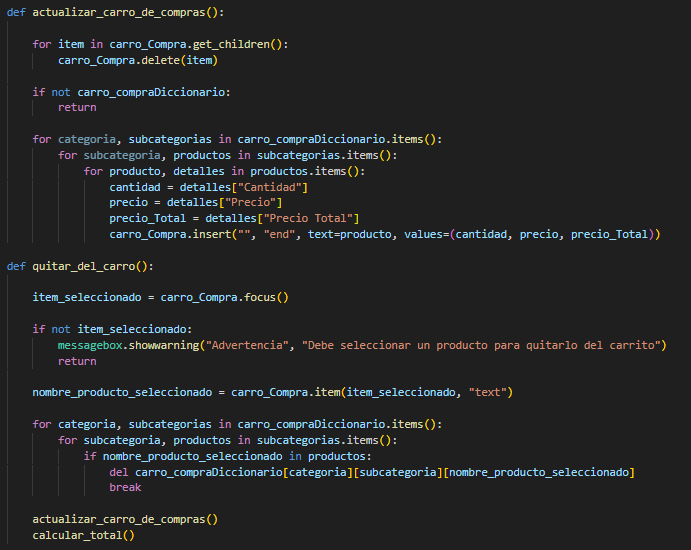 def actualizar_carro_de_compras():
for item in carro_Compra.get_children():
carro_Compra.delete(item)
if not carro_compraDiccionario:
return
for categoria, subcategorias in carro_compraDiccionario.items():
for subcategoria, productos in subcategorias.items():
for producto, detalles in productos.items():
cantidad = detalles["Cantidad"]
precio = detalles["Precio"]
precio_Total = detalles["Precio Total"]
carro_Compra.insert("", "end", text=producto, values=(cantidad, precio, precio_Total))
def quitar_del_carro():
item_seleccionado = carro_Compra.focus()
if not item_seleccionado:
messagebox.showwarning("Advertencia", "Debe seleccionar un producto para quitarlo del carrito")
return
nombre_producto_seleccionado = carro_Compra.item(item_seleccionado, "text")
for categoria, subcategorias in carro_compraDiccionario.items():
for subcategoria, productos in subcategorias.items():
if nombre_producto_seleccionado in productos:
del carro_compraDiccionario[categoria][subcategoria][nombre_producto_seleccionado]
break
actualizar_carro_de_compras()
calcular_total()